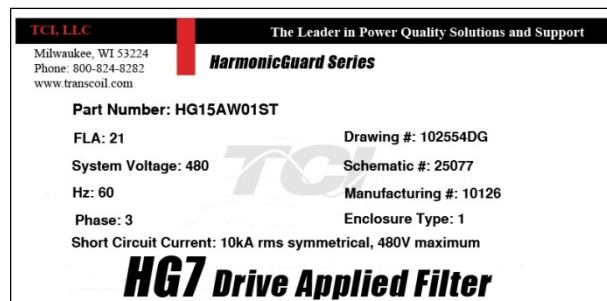 TCI, LLC
The Leader in Power Quality Solutions and Support
Milwaukee, WI 53224
Phone: 800-824-8282
www.transcoil.com
HarmonicGuard Series
Part Number: HG15AW01ST
FLA: 21
Drawing #: 102554DG
System Voltage: 480
Schematic #: 25077
TCI
Hz: 60
Manufacturing #: 10126
Phase: 3
Enclosure Type: 1
Short Circuit Current: 10kA rms symmetrical, 480V maximum
HG7 Drive Applied Filter